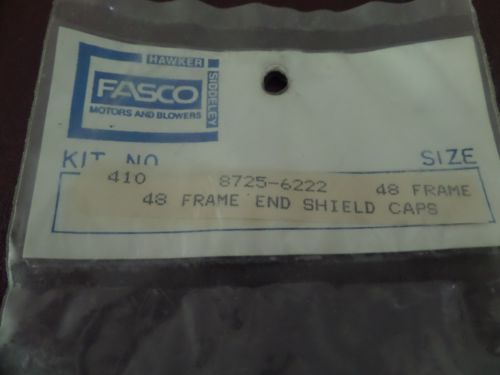 HAWKER
SIDDELEY
FASCO
MOTORS AND BLOWERS
KIT NO. SIZE
410 8725-6222 48 FRAME
48 FRAME END SHIELD CAPS